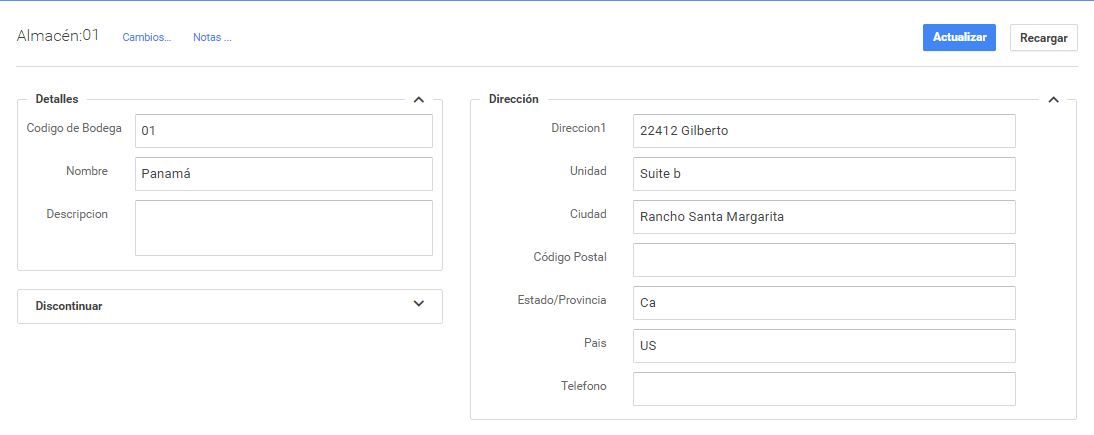 Almacén:01 Cambios... Notas ... Actualizar Recargar
Detalles
Codigo de Bodega 01
Nombre Panamá
Descripcion
Discontinuar
Dirección
Direccion1 22412 Gilberto
Unidad Suite b
Ciudad Rancho Santa Margarita
Código Postal
Estado/Provincia Ca
Pais US
Telefono